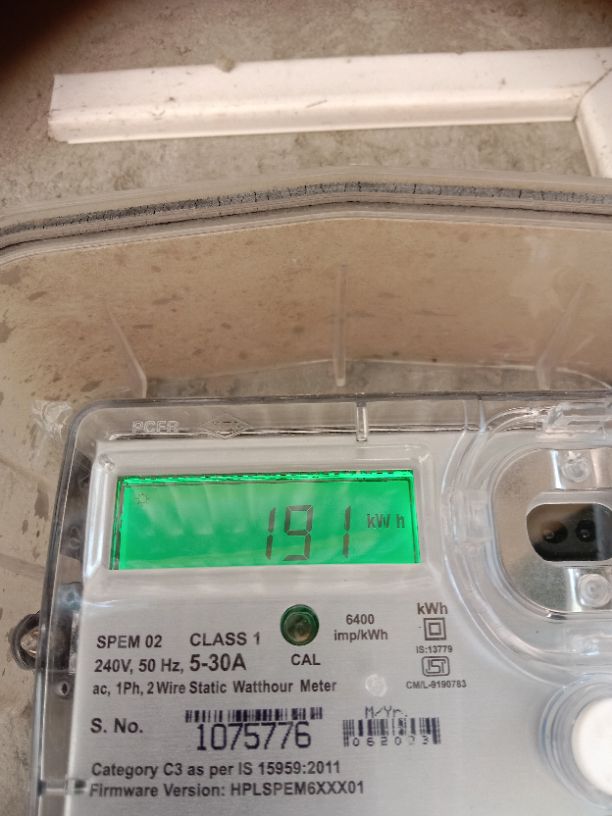 PCFR
191 kWh
6400
imp/kWh
kWh
SPEM 02 CLASS 1
CAL
IS:13779
240V, 50 Hz, 5-30A
ac, 1Ph, 2 Wire Static Watthour Meter
CM/L-9190783
M/Yr.
S. No. 1075776
Category C3 as per IS 15959:2011
Firmware Version: HPLSPEM6XXX01